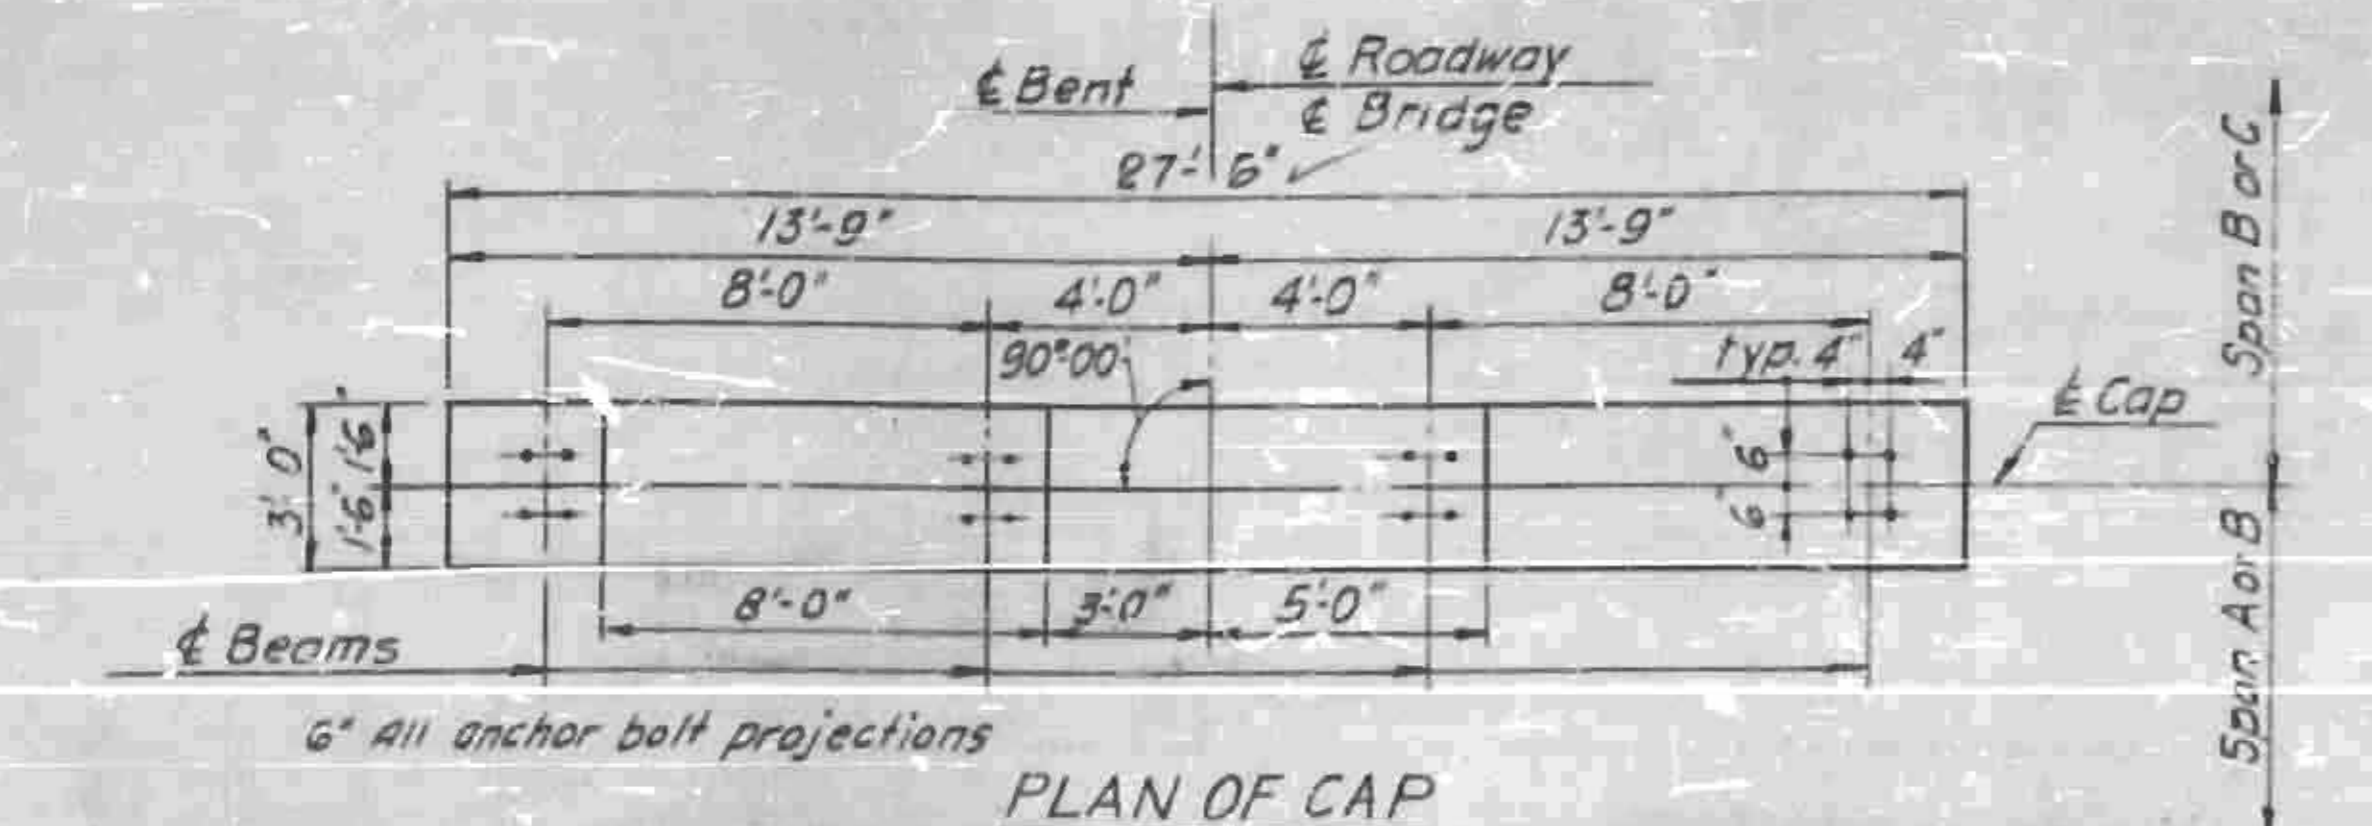 ℄ Bent
℄ Roadway
℄ Bridge
27'-6"
13'-9"
13'-9"
8'-0"
4'-0"
4'-0"
8'-0"
90°00'
typ. 4"
4"
℄ Cap
3'-0"
1'-6"
1'-6"
6"
6"
Span B or C
Span A or B
8'-0"
3'-0"
5'-0"
℄ Beams
6" All anchor bolt projections
PLAN OF CAP